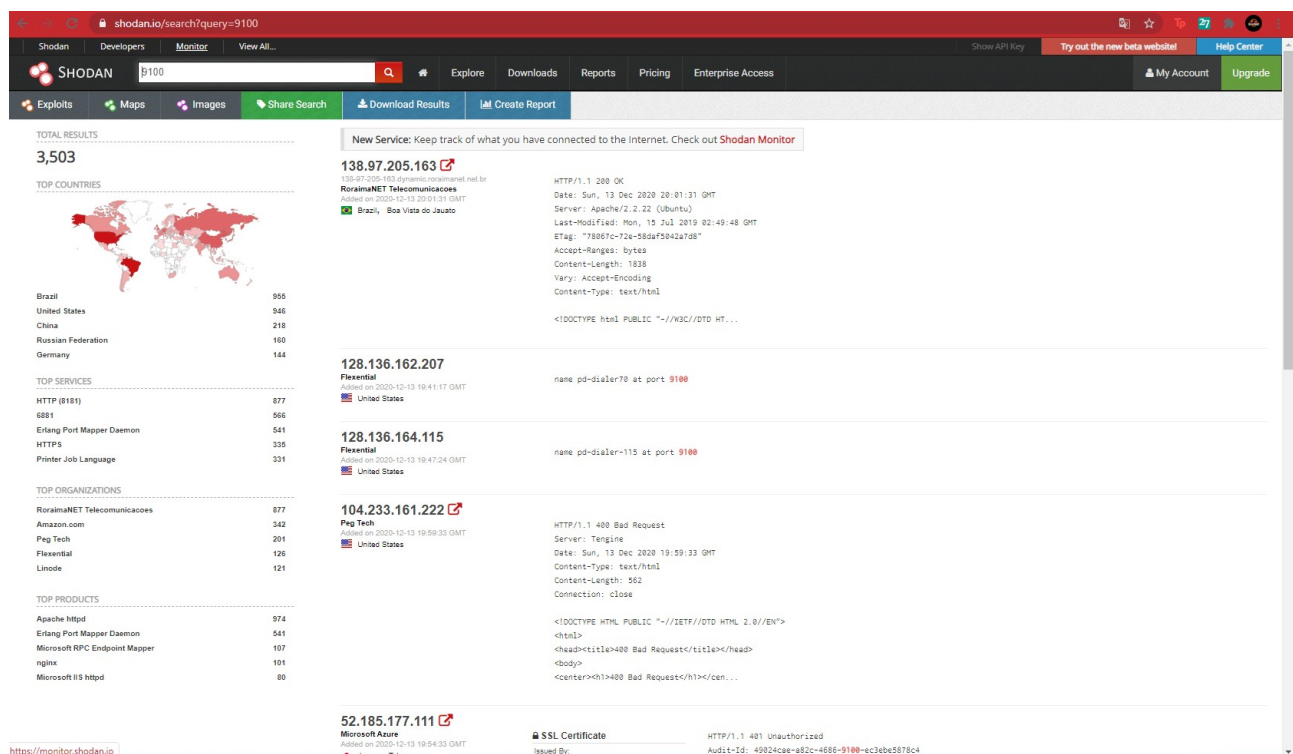 shodan.io/search?query=9100
Tp
27
Shodan Developers Monitor View All... Show API Key Try out the new beta website! Help Center
SHODAN 9100 Explore Downloads Reports Pricing Enterprise Access My Account Upgrade
Exploits Maps Images Share Search Download Results Create Report
TOTAL RESULTS
3,503
TOP COUNTRIES
Brazil 955
United States 946
China 218
Russian Federation 160
Germany 144
TOP SERVICES
HTTP (8181) 877
6881 566
Erlang Port Mapper Daemon 541
HTTPS 335
Printer Job Language 331
TOP ORGANIZATIONS
RoraimaNET Telecomunicacoes 877
Amazon.com 342
Peg Tech 201
Flexential 126
Linode 121
TOP PRODUCTS
Apache httpd 974
Erlang Port Mapper Daemon 541
Microsoft RPC Endpoint Mapper 107
nginx 101
Microsoft IIS httpd 80
New Service: Keep track of what you have connected to the Internet. Check out Shodan Monitor
138.97.205.163
138-97-205-163.dynamic.roraimanet.net.br
RoraimaNET Telecomunicacoes
Added on 2020-12-13 20:01:31 GMT
Brazil, Boa Vista do Jauato
HTTP/1.1 200 OK
Date: Sun, 13 Dec 2020 20:01:31 GMT
Server: Apache/2.2.22 (Ubuntu)
Last-Modified: Mon, 15 Jul 2019 02:49:48 GMT
ETag: "78067c-72e-58daf5042a7d8"
Accept-Ranges: bytes
Content-Length: 1838
Vary: Accept-Encoding
Content-Type: text/html
<!DOCTYPE html PUBLIC "-//W3C//DTD HT...
128.136.162.207
Flexential
Added on 2020-12-13 19:41:17 GMT
United States
name pd-dialer70 at port 9100
128.136.164.115
Flexential
Added on 2020-12-13 19:47:24 GMT
United States
name pd-dialer-115 at port 9100
104.233.161.222
Peg Tech
Added on 2020-12-13 19:59:33 GMT
United States
HTTP/1.1 400 Bad Request
Server: Tengine
Date: Sun, 13 Dec 2020 19:59:33 GMT
Content-Type: text/html
Content-Length: 562
Connection: close
<!DOCTYPE HTML PUBLIC "-//IETF//DTD HTML 2.0//EN">
<html>
<head><title>400 Bad Request</title></head>
<body>
<center><h1>400 Bad Request</h1></cen...
52.185.177.111
Microsoft Azure
Added on 2020-12-13 19:54:33 GMT
SSL Certificate
Issued By:
HTTP/1.1 401 Unauthorized
Audit-Id: 49024cae-a82c-4686-9100-ec3ebe5878c4
https://monitor.shodan.io